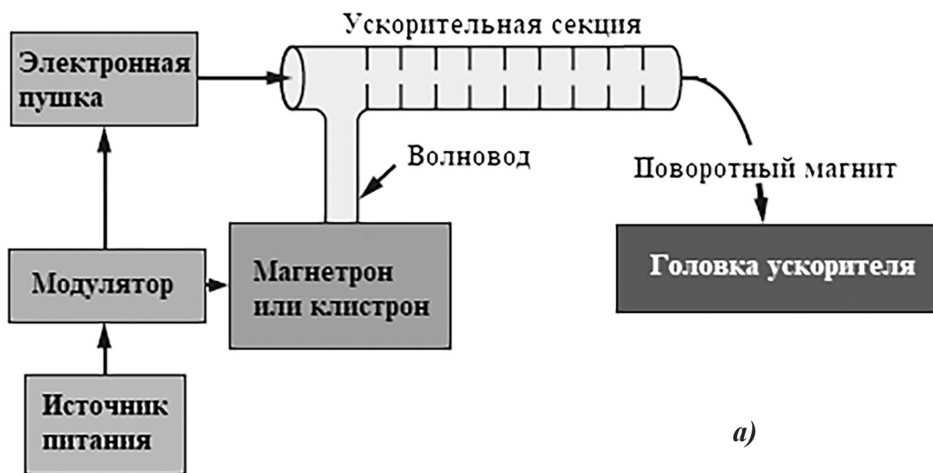 Ускорительная секция
Электронная
пушка
Волновод
Поворотный магнит
Модулятор
Магнетрон
или клистрон
Головка ускорителя
Источник
питания
а)